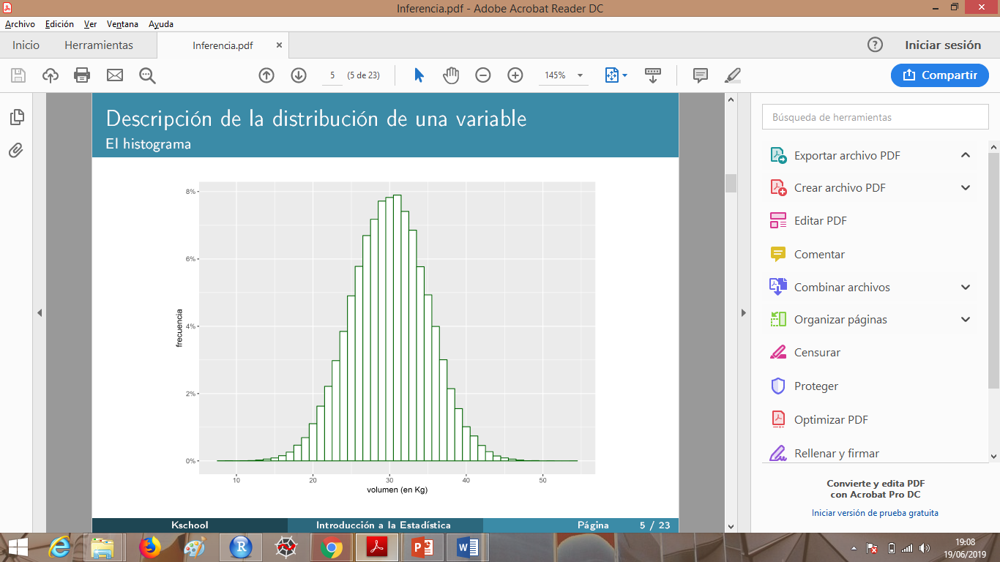 Inferencia.pdf - Adobe Acrobat Reader DC
Archivo Edición Ver Ventana Ayuda
Inicio Herramientas Inferencia.pdf × ? Iniciar sesión
5 (5 de 23) 145% Compartir
Descripción de la distribución de una variable
El histograma
8%
6%
4%
2%
0%
frecuencia
10 20 30 40 50
volumen (en Kg)
Kschool Introducción a la Estadística Página 5 / 23
Búsqueda de herramientas
Exportar archivo PDF
Crear archivo PDF
Editar PDF
Comentar
Combinar archivos
Organizar páginas
Censurar
Proteger
Optimizar PDF
Rellenar y firmar
Convierte y edita PDF
con Acrobat Pro DC
Iniciar versión de prueba gratuita
19:08
19/06/2019